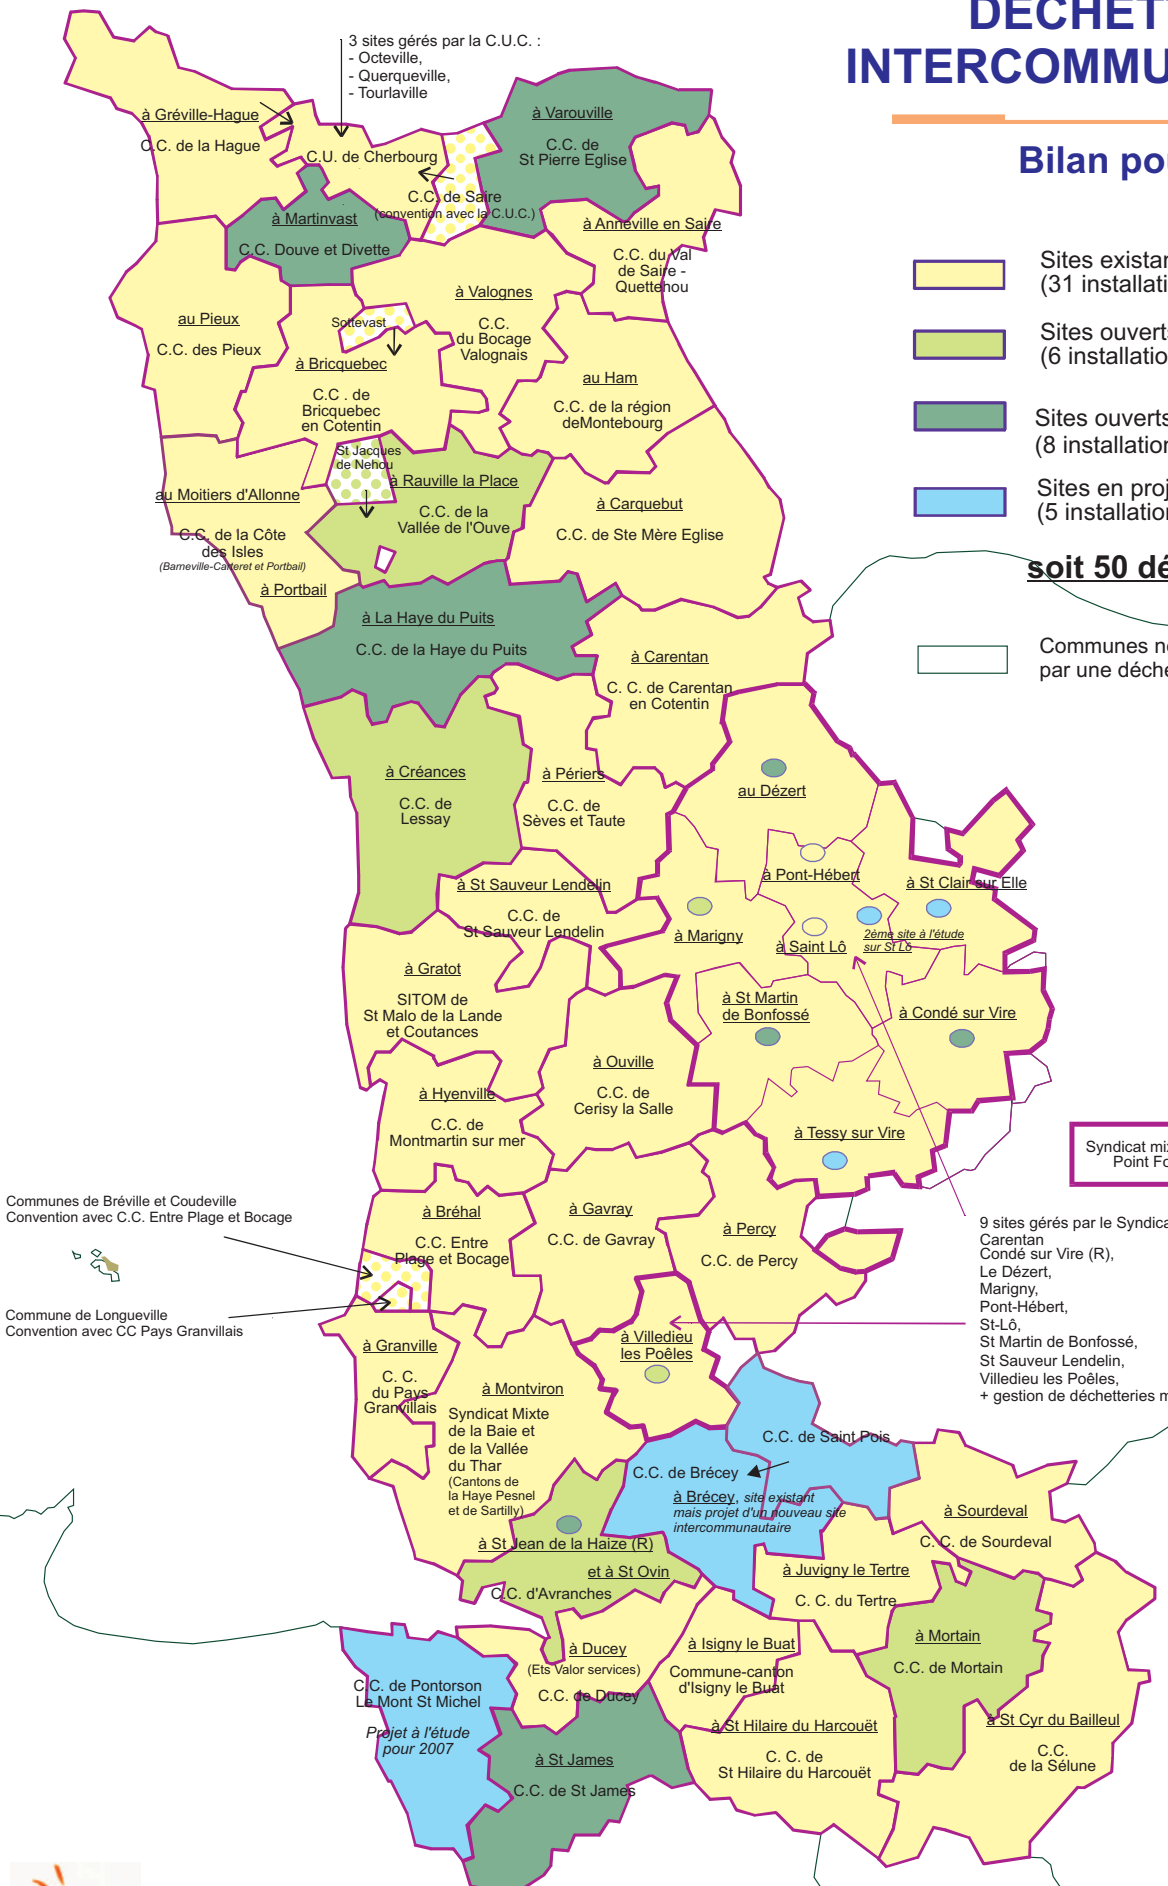 DECHETT
INTERCOMMU
Bilan pou
Sites existan
(31 installati
Sites ouverts
(6 installation
Sites ouverts
(8 installation
Sites en proj
(5 installation
soit 50 dé
Communes no
par une déche
3 sites gérés par la C.U.C. :
- Octeville,
- Querqueville,
- Tourlaville
à Gréville-Hague
C.C. de la Hague
C.U. de Cherbourg
à Varouville
C.C. de
St Pierre Eglise
C.C. de Saire
(convention avec la C.U.C.)
à Martinvast
C.C. Douve et Divette
à Anneville en Saire
C.C. du Val
de Saire -
Quettehou
à Valognes
C.C.
du Bocage
Valognais
au Pieux
C.C. des Pieux
Sottevast
à Bricquebec
C.C . de
Bricquebec
en Cotentin
au Ham
C.C. de la région
deMontebourg
St Jacques
de Nehou
à Rauville la Place
C.C. de la
Vallée de l'Ouve
au Moitiers d'Allonne
C.C. de la Côte
des Isles
(Barneville-Carteret et Portbail)
à Portbail
à Carquebut
C.C. de Ste Mère Eglise
à La Haye du Puits
C.C. de la Haye du Puits
à Carentan
C. C. de Carentan
en Cotentin
à Créances
C.C. de
Lessay
à Périers
C.C. de
Sèves et Taute
au Dézert
à Pont-Hébert
à St Clair sur Elle
à St Sauveur Lendelin
C.C. de
St Sauveur Lendelin
à Marigny
à Saint Lô
2ème site à l'étude
sur St Lô
à Gratot
SITOM de
St Malo de la Lande
et Coutances
à St Martin
de Bonfossé
à Condé sur Vire
à Ouville
C.C. de
Cerisy la Salle
à Hyenville
C.C. de
Montmartin sur mer
à Tessy sur Vire
Syndicat mix
Point Fo
Communes de Bréville et Coudeville
Convention avec C.C. Entre Plage et Bocage
à Bréhal
C.C. Entre
Plage et Bocage
à Gavray
C.C. de Gavray
à Percy
C.C. de Percy
9 sites gérés par le Syndica
Carentan
Condé sur Vire (R),
Le Dézert,
Marigny,
Pont-Hébert,
St-Lô,
St Martin de Bonfossé,
St Sauveur Lendelin,
Villedieu les Poêles,
+ gestion de déchetteries m
Commune de Longueville
Convention avec CC Pays Granvillais
à Granville
C. C.
du Pays
Granvillais
à Villedieu
les Poêles
à Montviron
Syndicat Mixte
de la Baie et
de la Vallée
du Thar
(Cantons de
la Haye Pesnel
et de Sartilly)
C.C. de Saint Pois
C.C. de Brécey
à Brécey, site existant
mais projet d'un nouveau site
intercommunautaire
à Sourdeval
C. C. de Sourdeval
à St Jean de la Haize (R)
et à St Ovin
C.C. d'Avranches
à Juvigny le Tertre
C. C. du Tertre
à Ducey
(Ets Valor services)
C.C. de Ducey
à Isigny le Buat
Commune-canton
d'Isigny le Buat
à Mortain
C.C. de Mortain
C.C. de Pontorson
Le Mont St Michel
Projet à l'étude
pour 2007
à St Hilaire du Harcouët
C. C. de
St Hilaire du Harcouët
à St Cyr du Bailleul
C.C.
de la Sélune
à St James
C.C. de St James